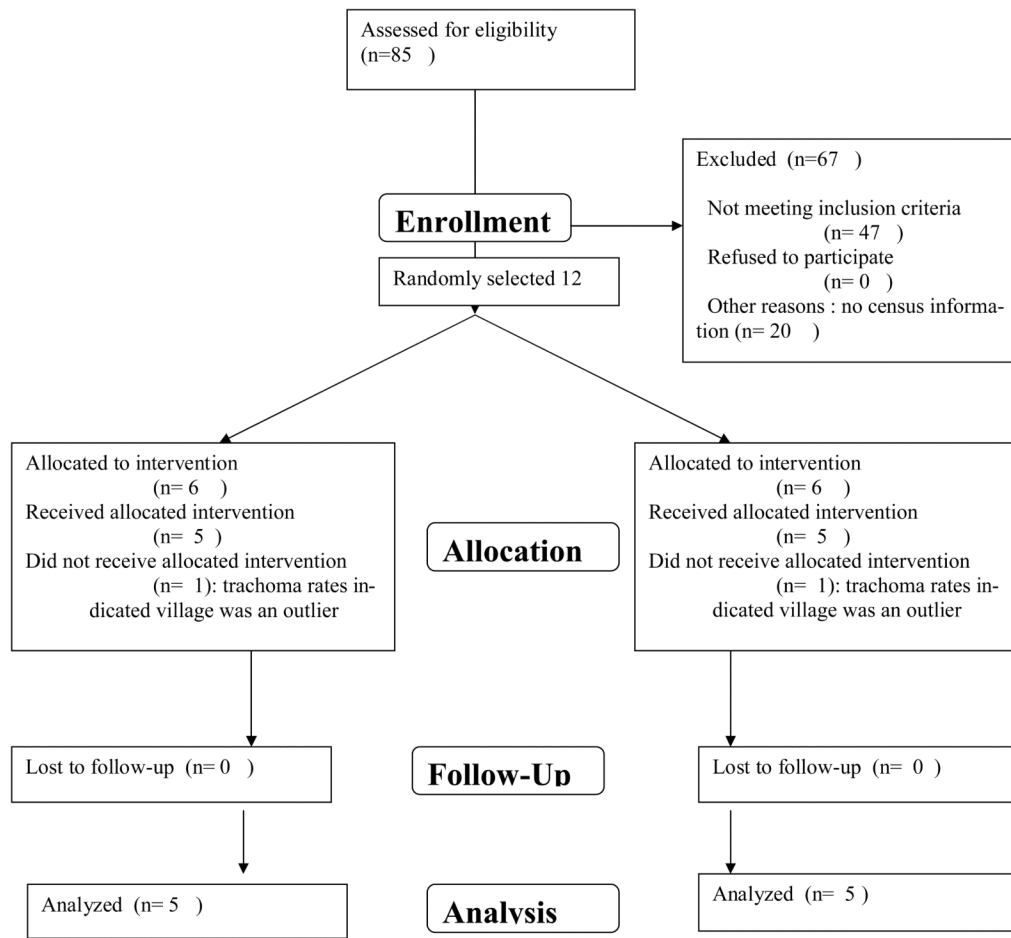 Assessed for eligibility
(n=85 )
Excluded (n=67 )
Not meeting inclusion criteria
(n= 47 )
Refused to participate
(n= 0 )
Other reasons : no census informa-
tion (n= 20 )
Enrollment
Randomly selected 12
Allocated to intervention
(n= 6 )
Received allocated intervention
(n= 5 )
Did not receive allocated intervention
(n= 1): trachoma rates in-
dicated village was an outlier
Allocation
Allocated to intervention
(n= 6 )
Received allocated intervention
(n= 5 )
Did not receive allocated intervention
(n= 1): trachoma rates in-
dicated village was an outlier
Lost to follow-up (n= 0 )
Follow-Up
Lost to follow-up (n= 0 )
Analyzed (n= 5 )
Analysis
Analyzed (n= 5 )